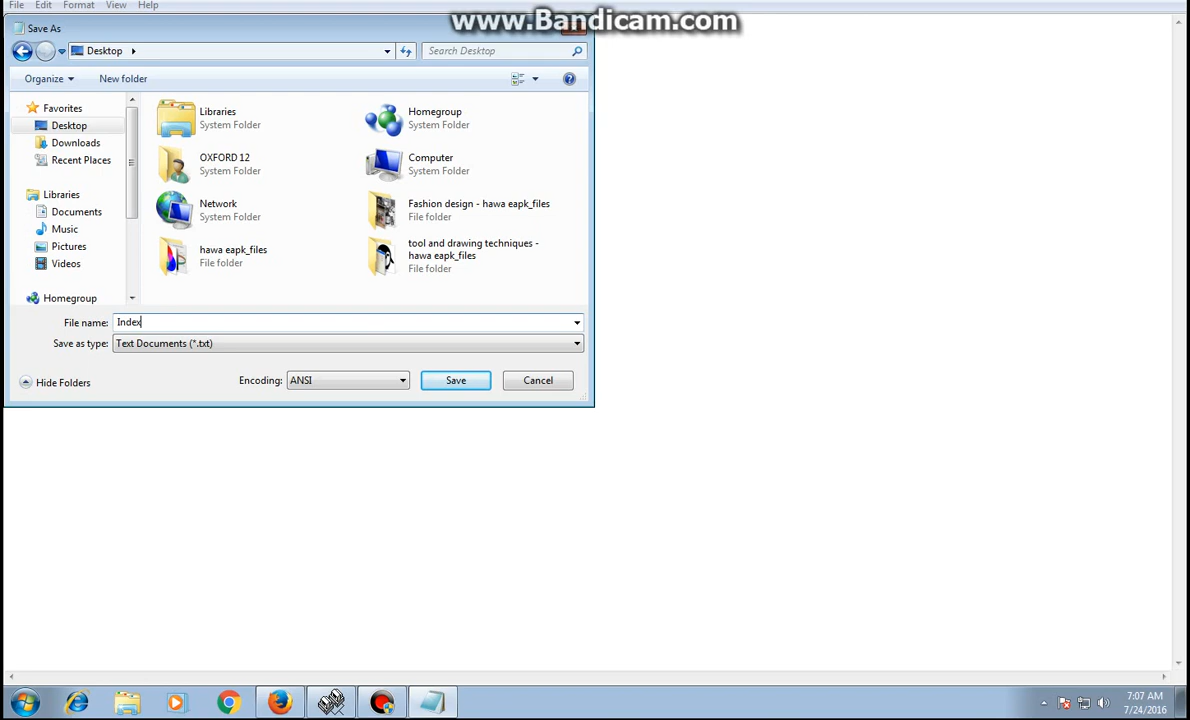 File Edit Format View Help
www.Bandicam.com
Save As
Desktop
Search Desktop
Organize
New folder
Favorites
Desktop
Downloads
Recent Places
Libraries
Documents
Music
Pictures
Videos
Homegroup
Libraries
System Folder
Homegroup
System Folder
OXFORD 12
System Folder
Computer
System Folder
Network
System Folder
Fashion design - hawa eapk_files
File folder
hawa eapk_files
File folder
tool and drawing techniques -
hawa eapk_files
File folder
File name: Index
Save as type: Text Documents (*.txt)
Hide Folders
Encoding: ANSI
Save
Cancel
7:07 AM
7/24/2016